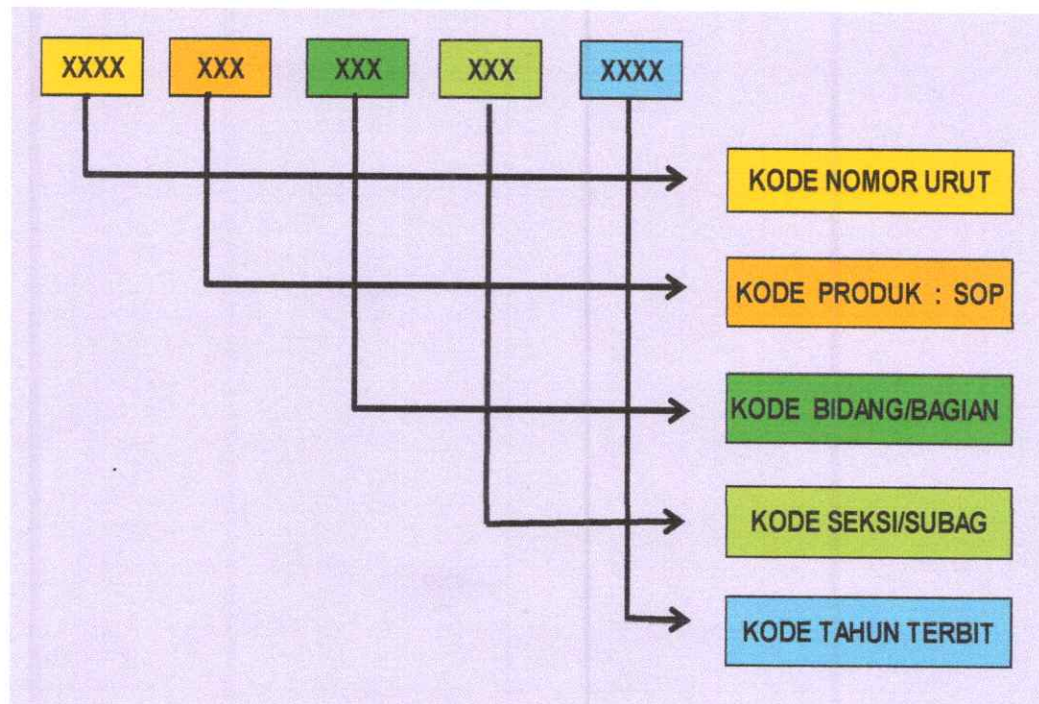 XXXX XXX XXX XXX XXXX
KODE NOMOR URUT
KODE PRODUK : SOP
KODE BIDANG/BAGIAN
KODE SEKSI/SUBAG
KODE TAHUN TERBIT